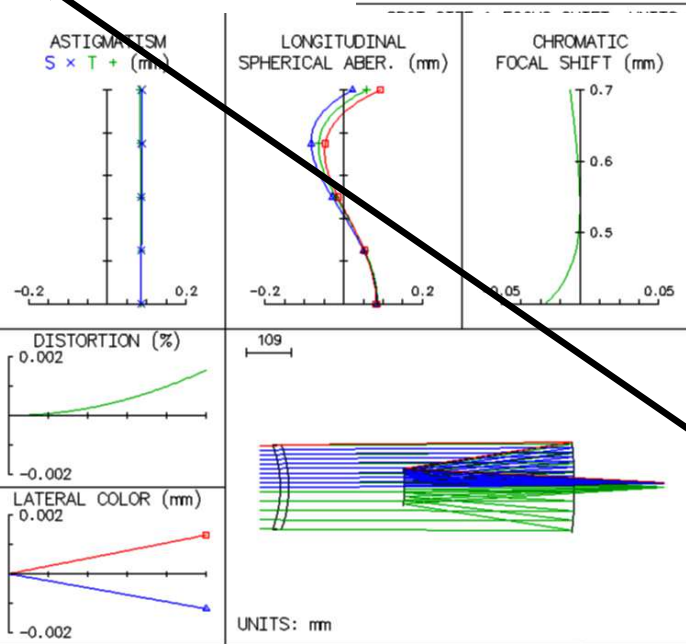 ASTIGMATISM
S × T + (mm)
-0.2 0.2
LONGITUDINAL
SPHERICAL ABER. (mm)
-0.2 0.2
CHROMATIC
FOCAL SHIFT (mm)
0.7
0.6
0.5
0.05
DISTORTION (%)
0.002
-0.002
LATERAL COLOR (mm)
0.002
-0.002
109
UNITS: mm